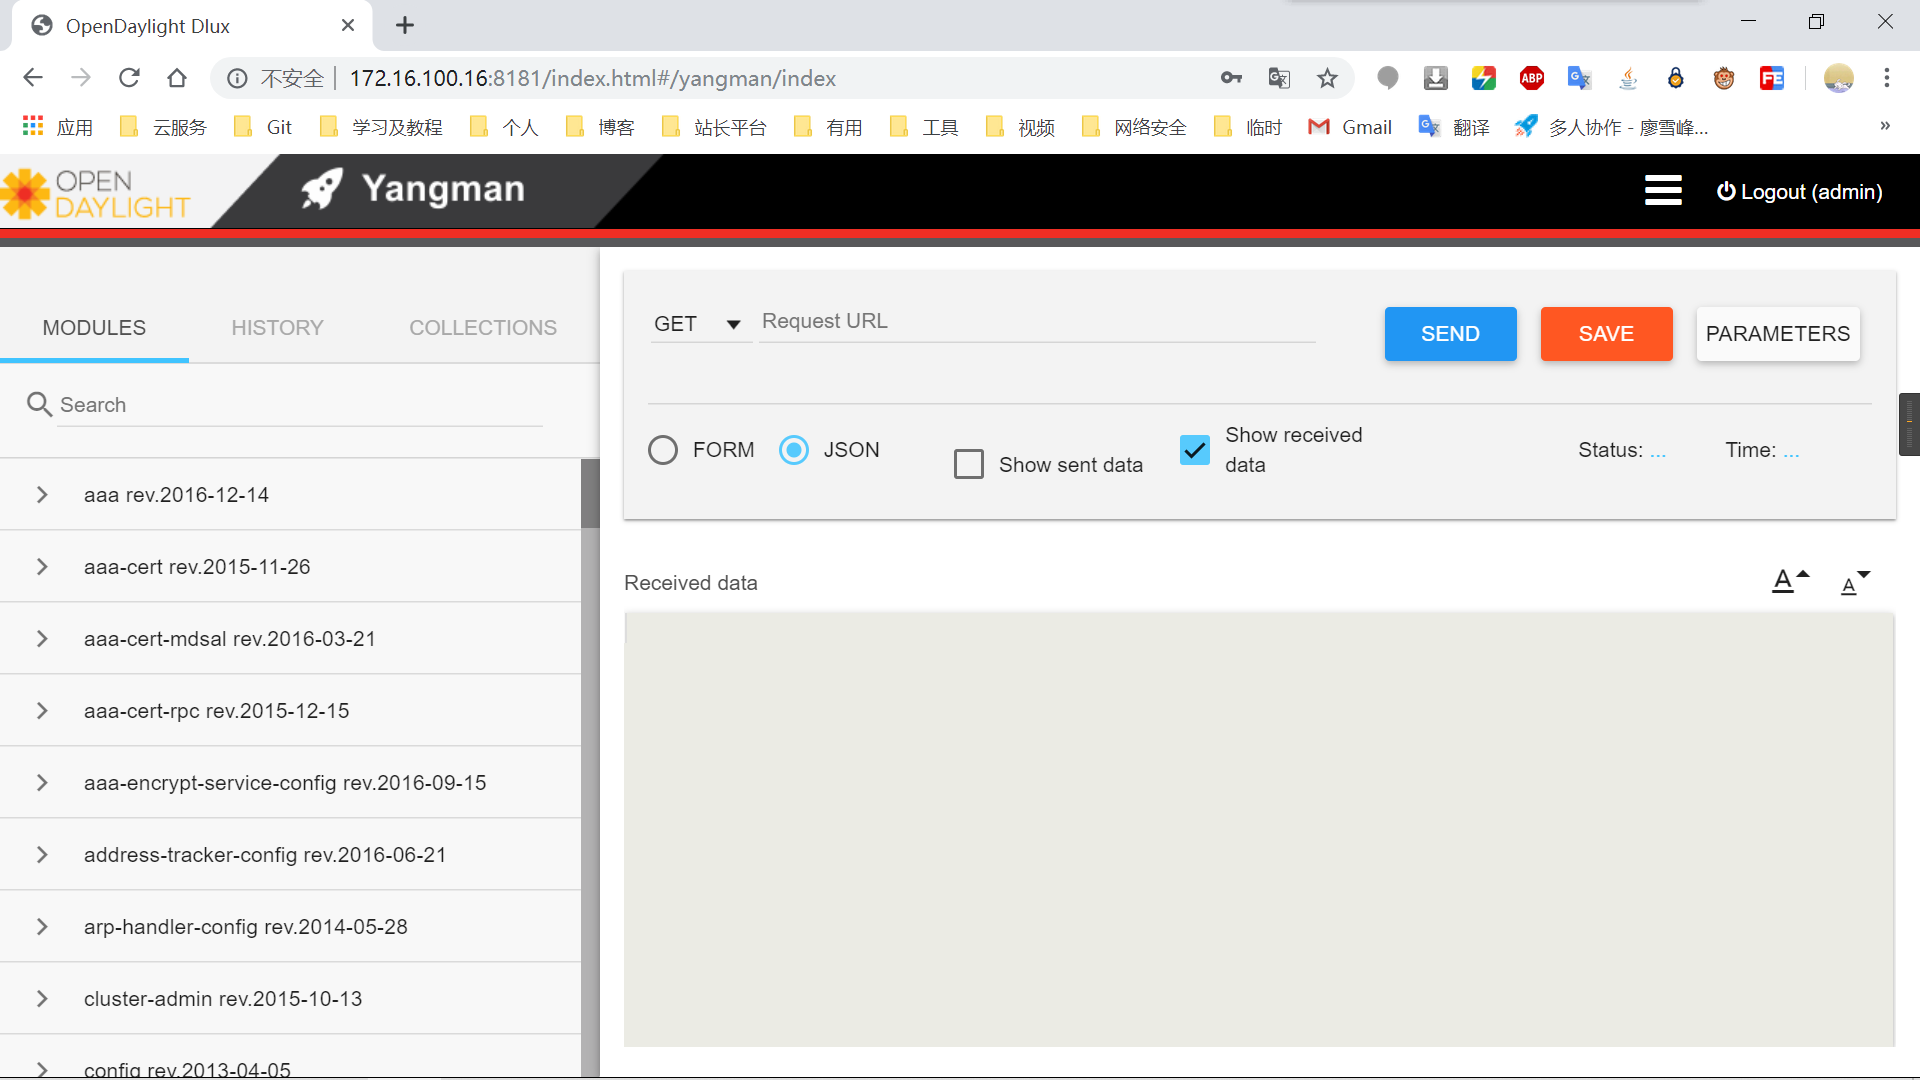 OpenDaylight Dlux
不安全 172.16.100.16:8181/index.html#/yangman/index
ABP
FE
应用 云服务 Git 学习及教程 个人 博客 站长平台 有用 工具 视频 网络安全 临时 Gmail 翻译 多人协作 - 廖雪峰... »
OPEN
DAYLIGHT
Yangman
Logout (admin)
MODULES HISTORY COLLECTIONS
Search
aaa rev.2016-12-14
aaa-cert rev.2015-11-26
aaa-cert-mdsal rev.2016-03-21
aaa-cert-rpc rev.2015-12-15
aaa-encrypt-service-config rev.2016-09-15
address-tracker-config rev.2016-06-21
arp-handler-config rev.2014-05-28
cluster-admin rev.2015-10-13
config rev.2013-04-05
GET Request URL SEND SAVE PARAMETERS
FORM JSON Show sent data
Show received
data
Status: ... Time: ...
Received data
A A